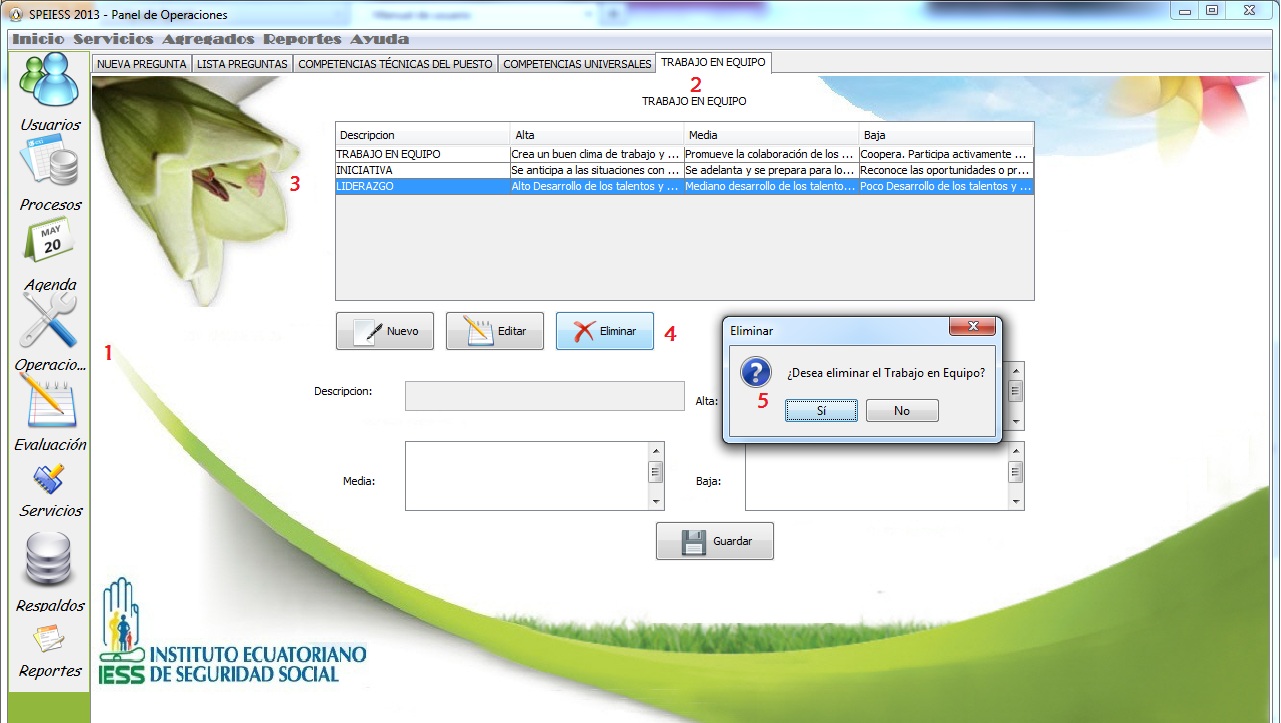 SPEIESS 2013 - Panel de Operaciones
Manual de usuario
Inicio Servicios Agregados Reportes Ayuda
NUEVA PREGUNTA LISTA PREGUNTAS COMPETENCIAS TÉCNICAS DEL PUESTO COMPETENCIAS UNIVERSALES TRABAJO EN EQUIPO
2
TRABAJO EN EQUIPO
Usuarios
Procesos
MAY
20
Agenda
1
Operacio...
Evaluación
Servicios
Respaldos
Reportes
Descripcion Alta Media Baja
TRABAJO EN EQUIPO Crea un buen clima de trabajo y ... Promueve la colaboración de los ... Coopera. Participa activamente ...
INICIATIVA Se anticipa a las situaciones con ... Se adelanta y se prepara para lo... Reconoce las oportunidades o pr...
3
LIDERAZGO Alto Desarrollo de los talentos y ... Mediano desarrollo de los talento... Poco Desarrollo de los talentos y ...
Nuevo Editar Eliminar 4
Eliminar
¿Desea eliminar el Trabajo en Equipo?
5
Sí No
Descripcion:
Alta:
Media:
Baja:
Guardar
IESS
INSTITUTO ECUATORIANO
DE SEGURIDAD SOCIAL